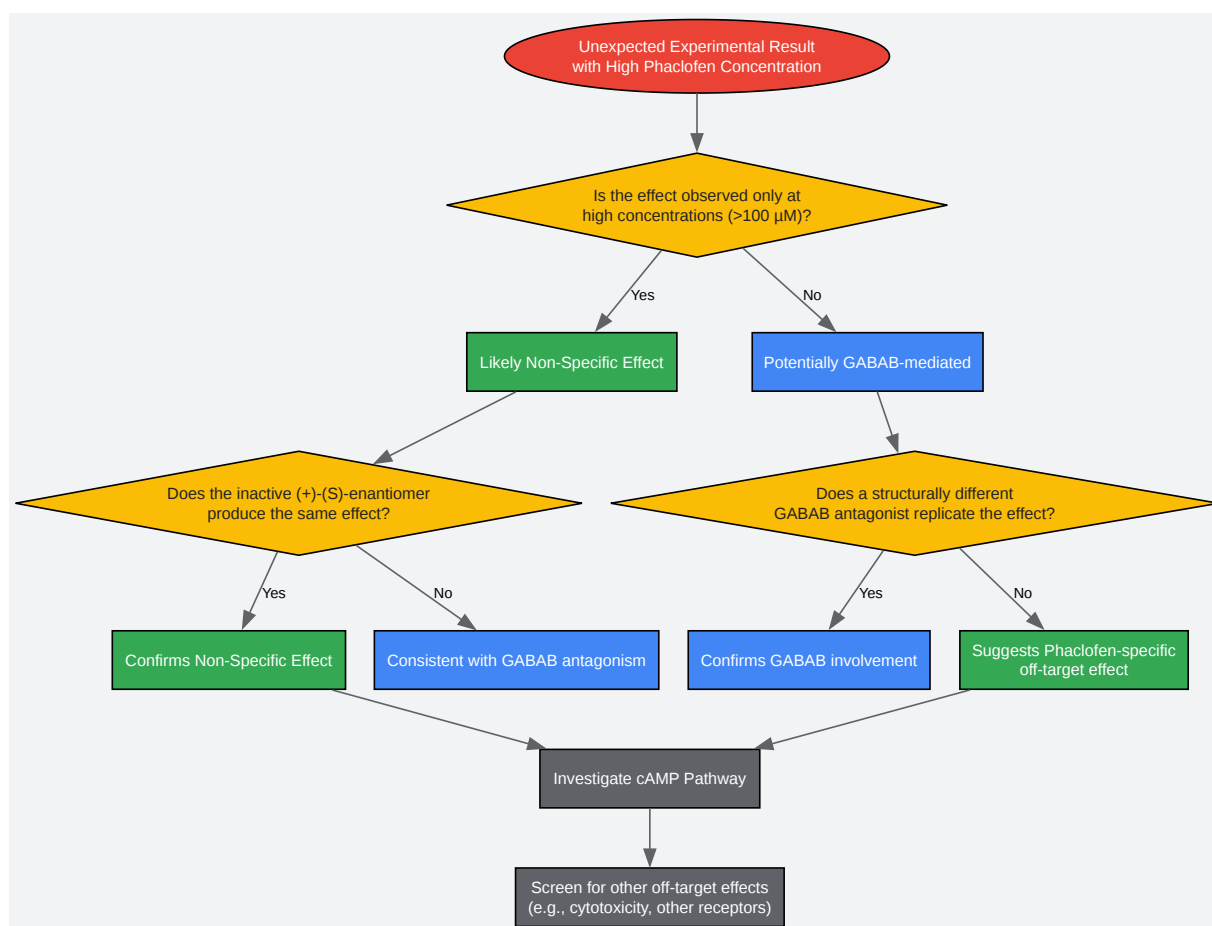 Unexpected Experimental Result
with High Phaclofen Concentration
Is the effect observed only at
high concentrations (>100 µM)?
Yes
No
Likely Non-Specific Effect
Potentially GABAB-mediated
Does the inactive (+)-(S)-enantiomer
produce the same effect?
Does a structurally different
GABAB antagonist replicate the effect?
Yes
No
Yes
No
Confirms Non-Specific Effect
Consistent with GABAB antagonism
Confirms GABAB involvement
Suggests Phaclofen-specific
off-target effect
Investigate cAMP Pathway
Screen for other off-target effects
(e.g., cytotoxicity, other receptors)